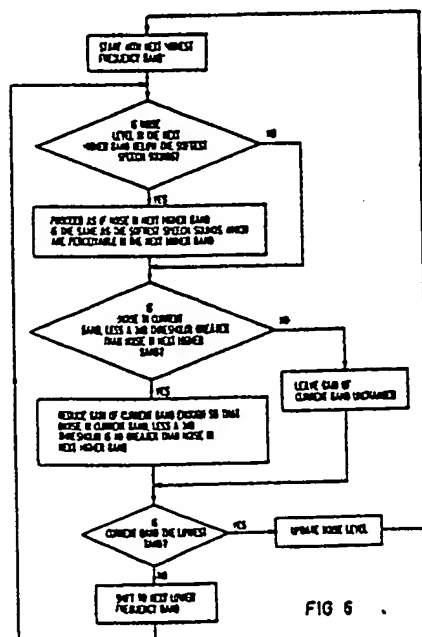 START WITH NEXT HIGHEST
FREQUENCY BAND
IS NOISE
LEVEL IN THE NEXT
HIGHER BAND BELOW THE SOFTEST
SPEECH SOUNDS?
NO
YES
PROCEED AS IF NOISE IN NEXT HIGHER BAND
IS THE SAME AS THE SOFTEST SPEECH SOUNDS WHICH
ARE PERCEIVABLE IN THE NEXT HIGHER BAND
IS
NOISE IN CURRENT
BAND, LESS A THRESHOLD GREATER
THAN NOISE IN NEXT HIGHER
BAND?
NO
YES
LEAVE GAIN OF
CURRENT BAND UNCHANGED
REDUCE GAIN OF CURRENT BAND ENOUGH SO THAT
NOISE IN CURRENT BAND, LESS A
THRESHOLD IS NO GREATER THAN NOISE IN
NEXT HIGHER BAND
IS
CURRENT BAND THE LOWEST
BAND?
YES
UPDATE NOISE LEVEL
NO
SHIFT TO NEXT LOWER
FREQUENCY BAND
FIG 6